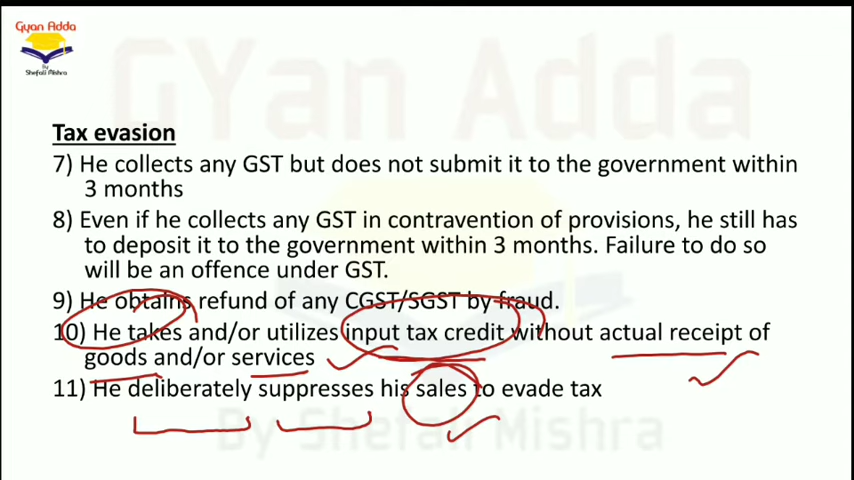 Gyan Adda
By
Shefali Mishra
GYan Adda
Tax evasion
7) He collects any GST but does not submit it to the government within
3 months
8) Even if he collects any GST in contravention of provisions, he still has
to deposit it to the government within 3 months. Failure to do so
will be an offence under GST.
9) He obtains refund of any CGST/SGST by fraud.
10) He takes and/or utilizes input tax credit without actual receipt of
goods and/or services
11) He deliberately suppresses his sales to evade tax
By Shefali Mishra